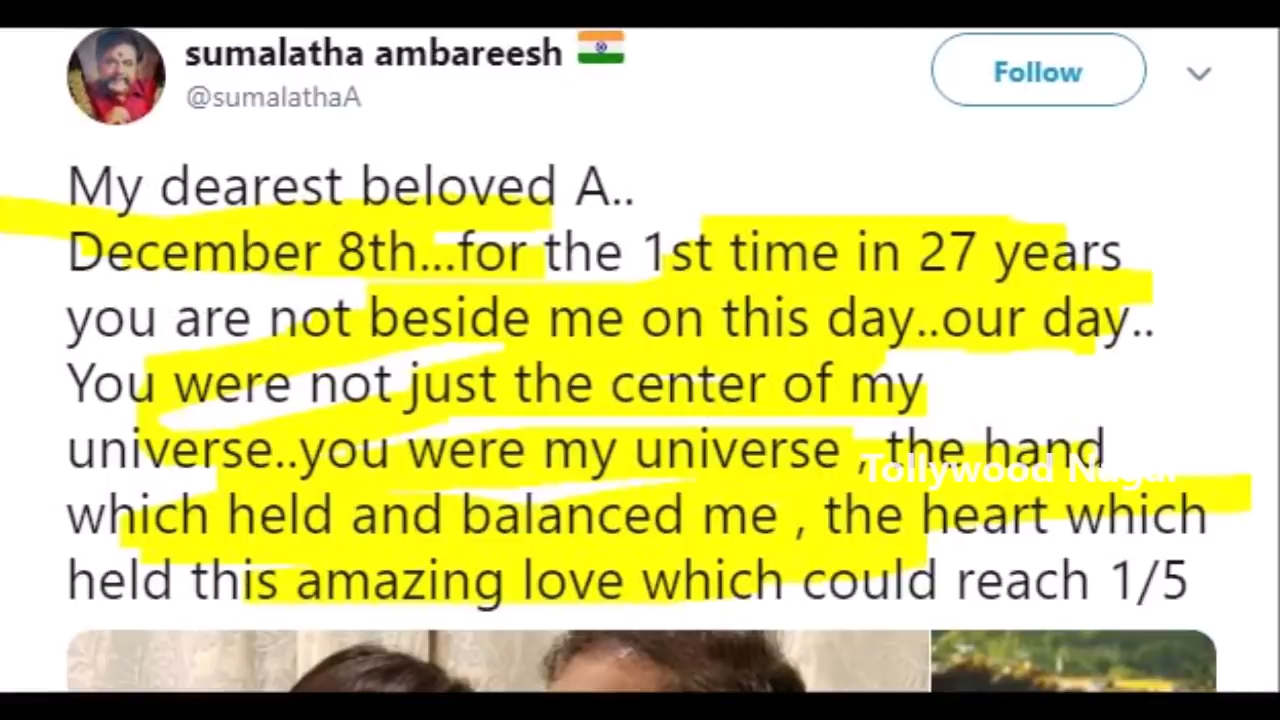 sumalatha ambareesh
@sumalathaA
Follow
My dearest beloved A..
December 8th...for the 1st time in 27 years
you are not beside me on this day..our day..
You were not just the center of my
universe..you were my universe , the hand
which held and balanced me , the heart which
held this amazing love which could reach 1/5
Tollywood Nagar